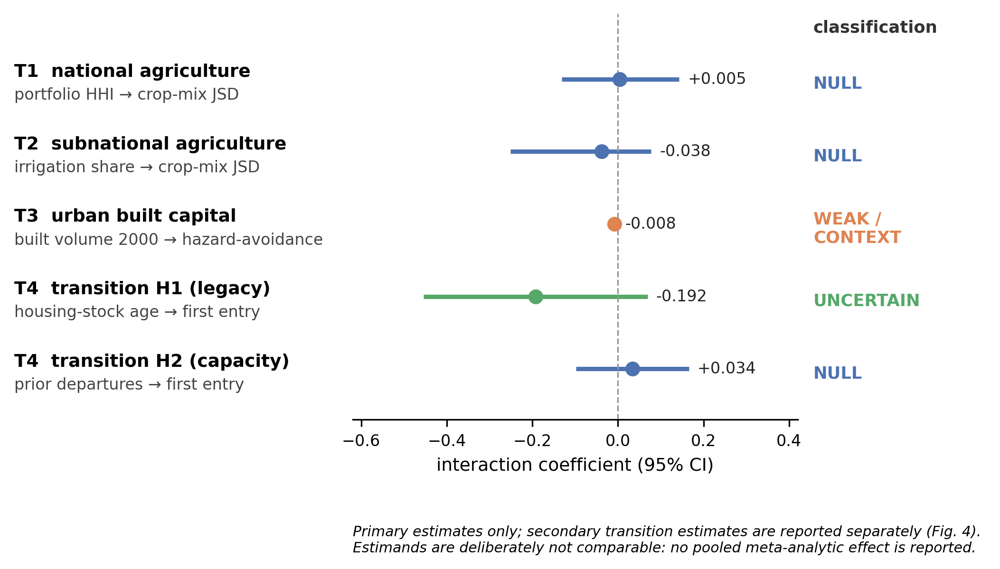 classification
T1  national agriculture
portfolio HHI → crop-mix JSD
+0.005
NULL
T2  subnational agriculture
irrigation share → crop-mix JSD
-0.038
NULL
T3  urban built capital
built volume 2000 → hazard-avoidance
-0.008
WEAK /
CONTEXT
T4  transition H1 (legacy)
housing-stock age → first entry
-0.192
UNCERTAIN
T4  transition H2 (capacity)
prior departures → first entry
+0.034
NULL
−0.6 −0.4 −0.2 0.0 0.2 0.4
interaction coefficient (95% CI)
Primary estimates only; secondary transition estimates are reported separately (Fig. 4).
Estimands are deliberately not comparable: no pooled meta-analytic effect is reported.